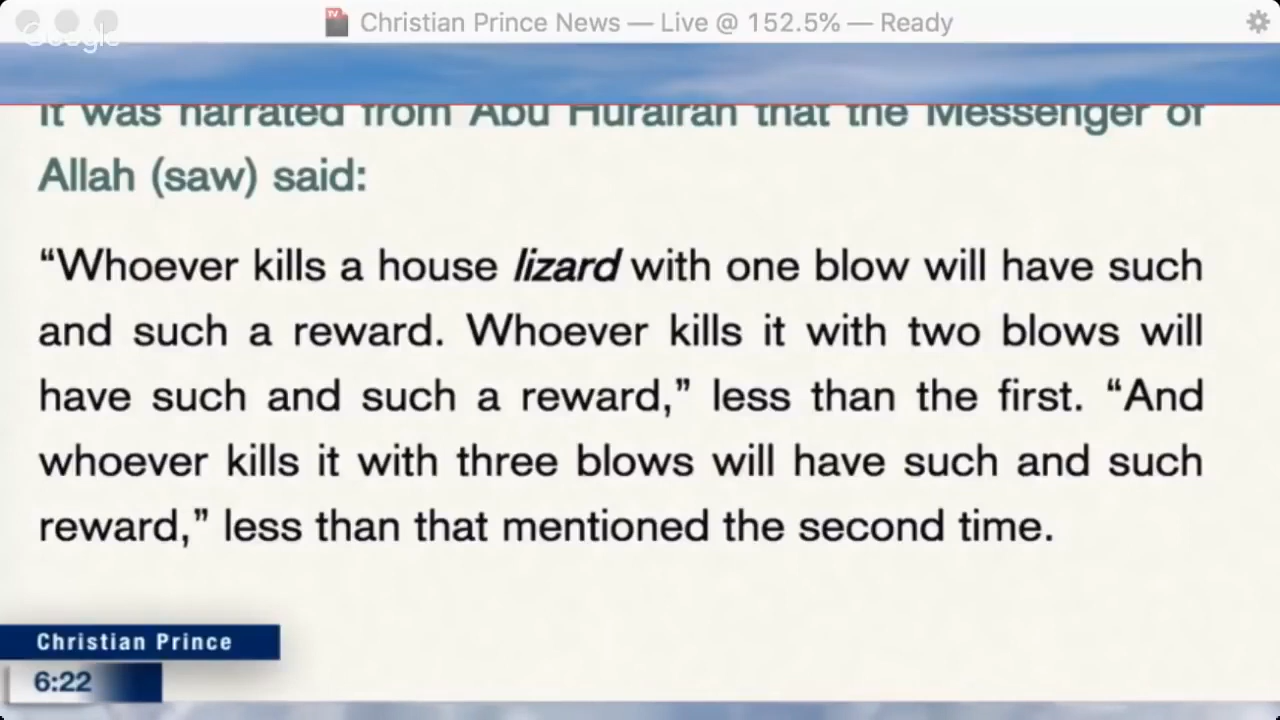 Christian Prince News — Live @ 152.5% — Ready
Google
It was narrated from Abu Hurairah that the Messenger of
Allah (saw) said:
“Whoever kills a house lizard with one blow will have such
and such a reward. Whoever kills it with two blows will
have such and such a reward,” less than the first. “And
whoever kills it with three blows will have such and such
reward,” less than that mentioned the second time.
Christian Prince
6:22